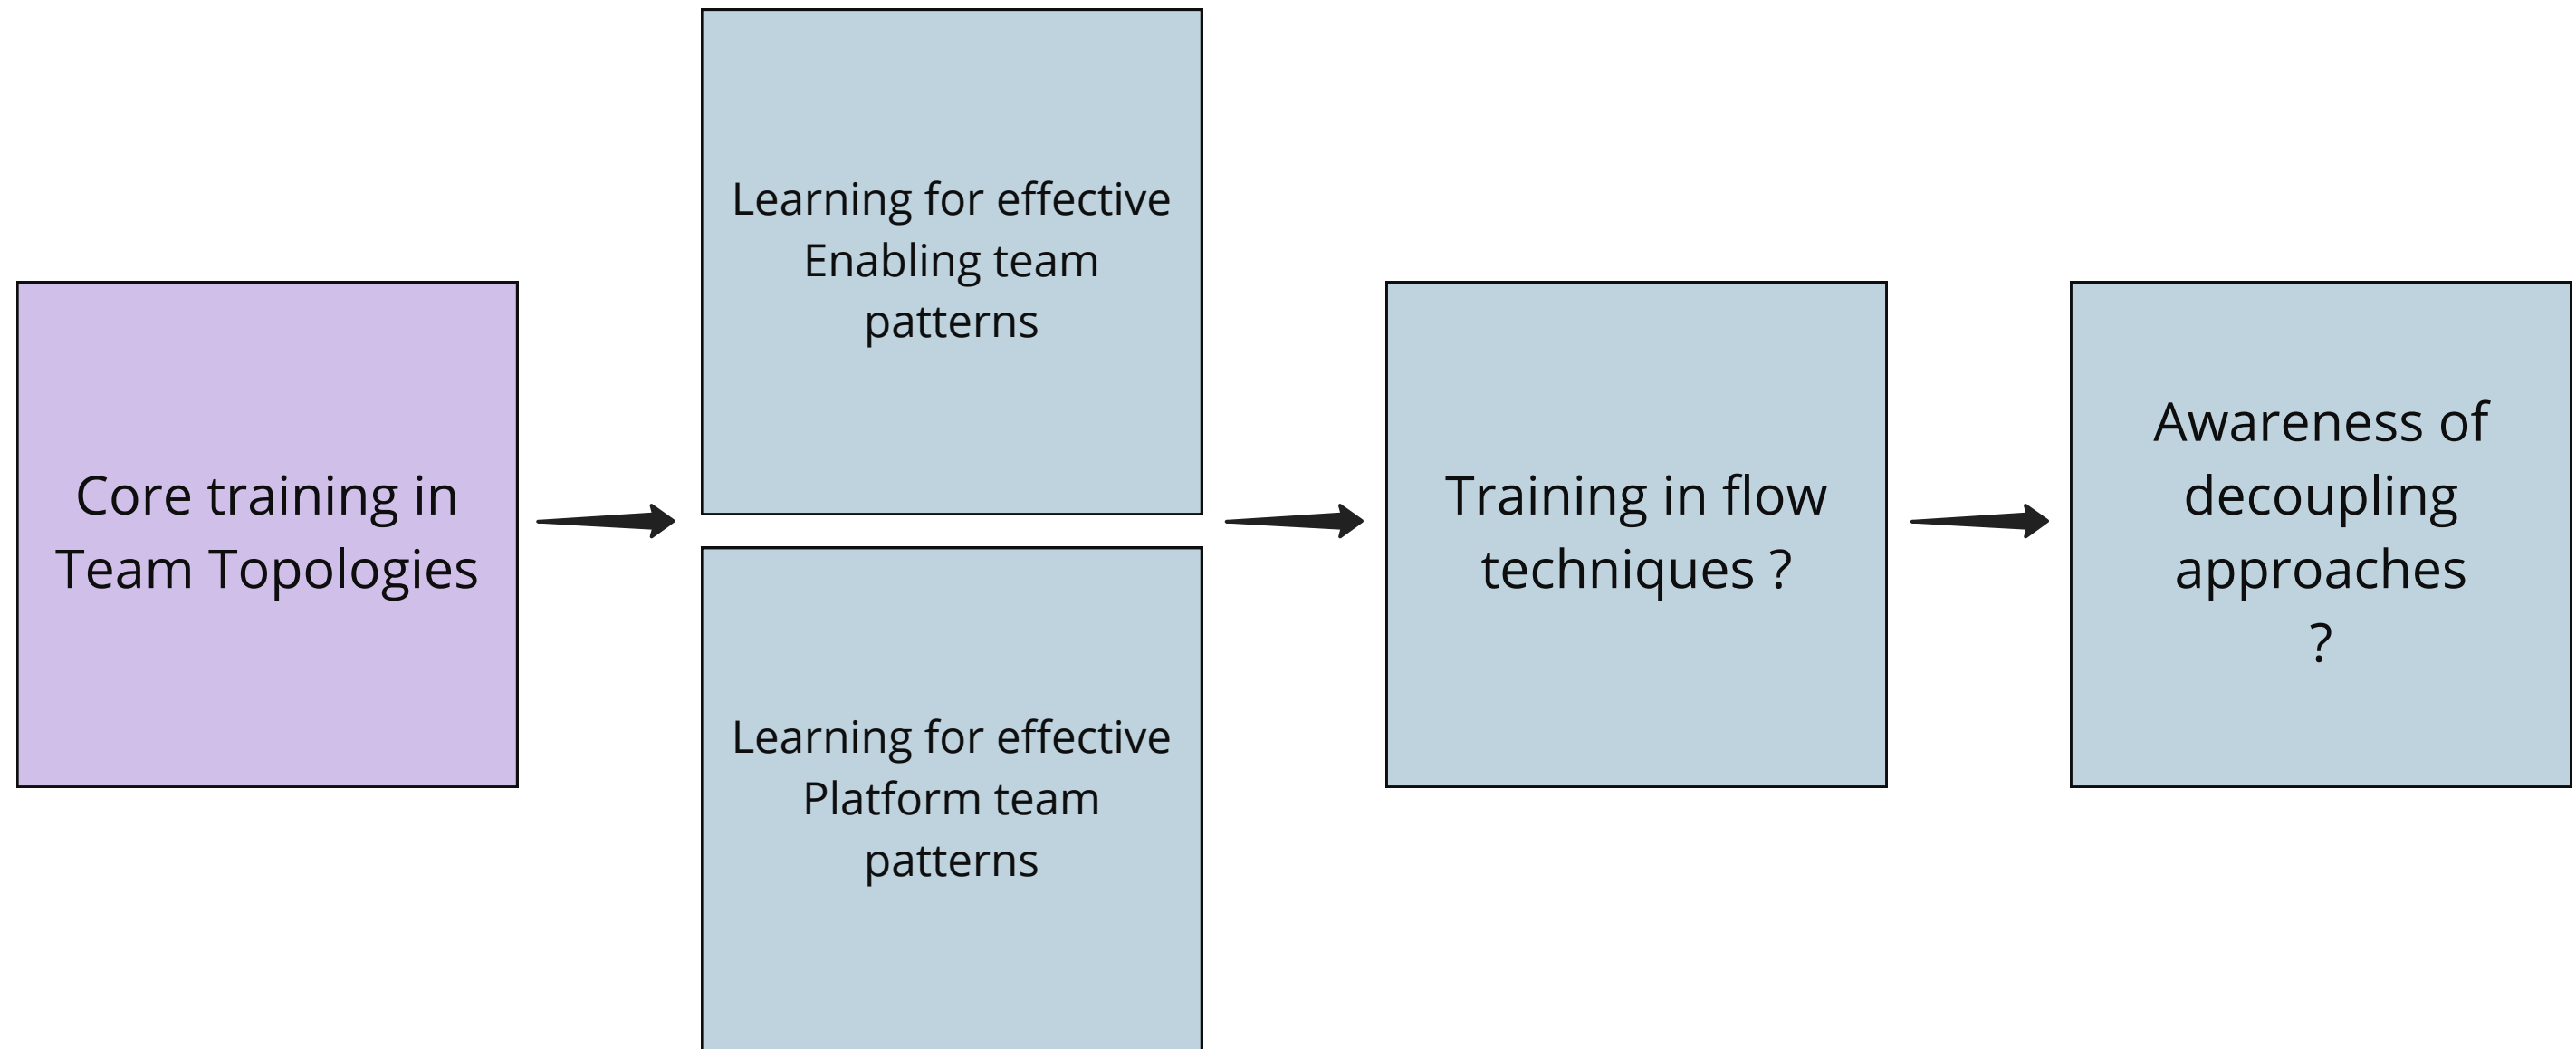 Core training in
Team Topologies
Learning for effective
Enabling team
patterns
Learning for effective
Platform team
patterns
Training in flow
techniques ?
Awareness of
decoupling
approaches
?